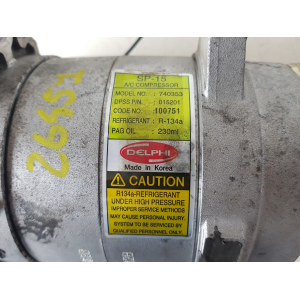 26452
SP-15
A/C COMPRESSOR
MODEL NO : 740353
DPSS P/N. : 015201
CODE NO : 100751
REFRIGERANT : R-134a
PAG OIL : 230ml
DELPHI
Made in Korea
CAUTION
R134a-REFRIGERANT
UNDER HIGH PRESSURE
IMPROPER SERVICE METHODS
MAY CAUSE PERSONAL INJURY.
SYSTEM TO BE SERVICED BY
QUALIFIED PERSONNEL ONLY.